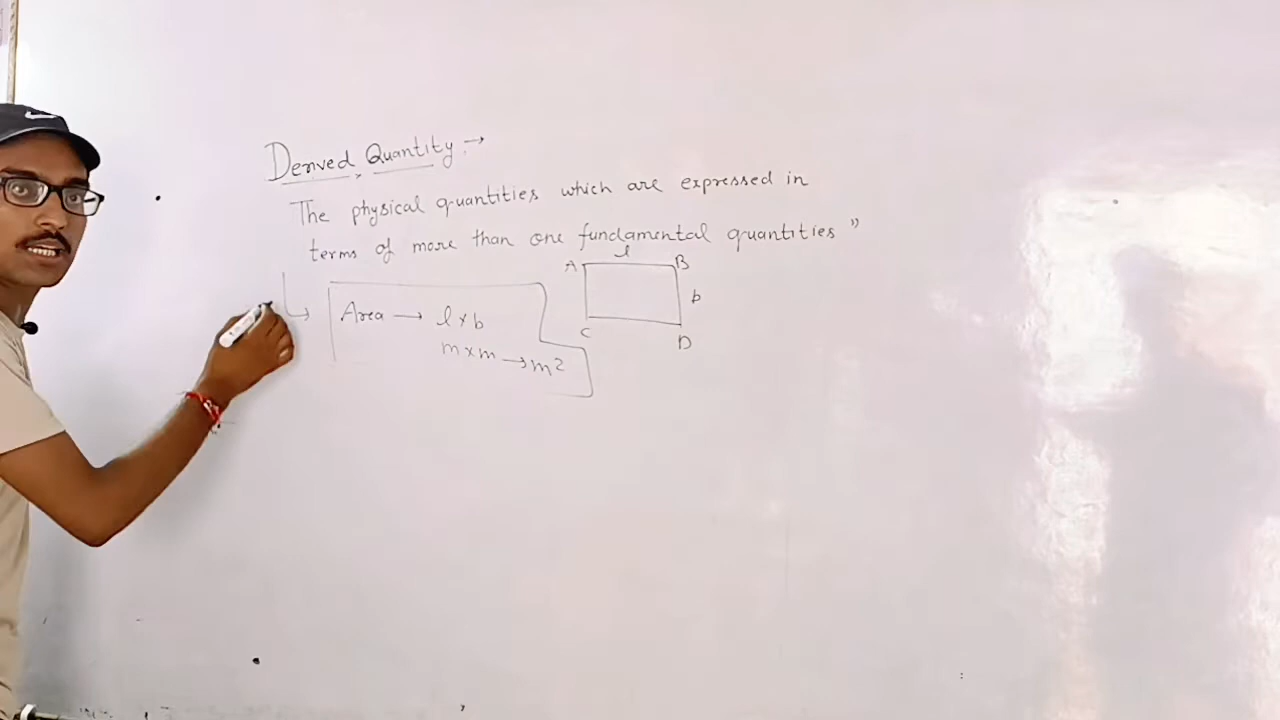 Derived Quantity :→
The physical quantities which are expressed in
terms of more than one fundamental quantities "
l
A B
b
C D
Area → l × b
m × m → m²